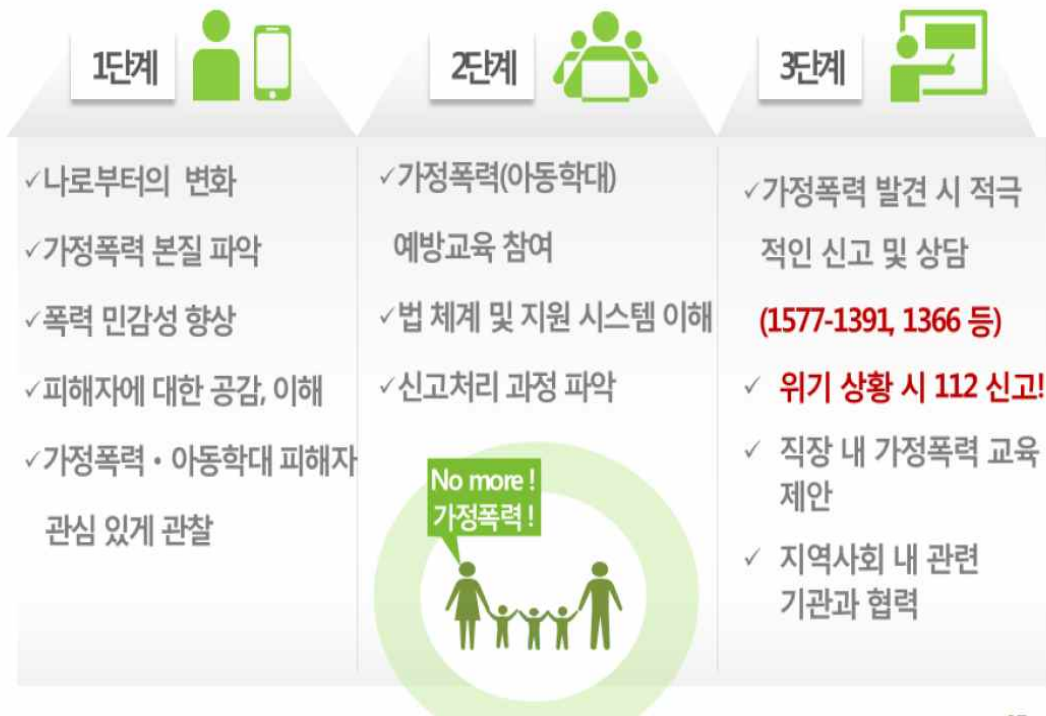 1단계
✓나로부터의 변화
✓가정폭력 본질 파악
✓폭력 민감성 향상
✓피해자에 대한 공감, 이해
✓가정폭력・아동학대 피해자
관심 있게 관찰
2단계
✓가정폭력(아동학대)
예방교육 참여
✓법 체계 및 지원 시스템 이해
✓신고처리 과정 파악
No more !
가정폭력 !
3단계
✓가정폭력 발견 시 적극
적인 신고 및 상담
(1577-1391, 1366 등)
✓ 위기 상황 시 112 신고!
✓ 직장 내 가정폭력 교육
제안
✓ 지역사회 내 관련
기관과 협력